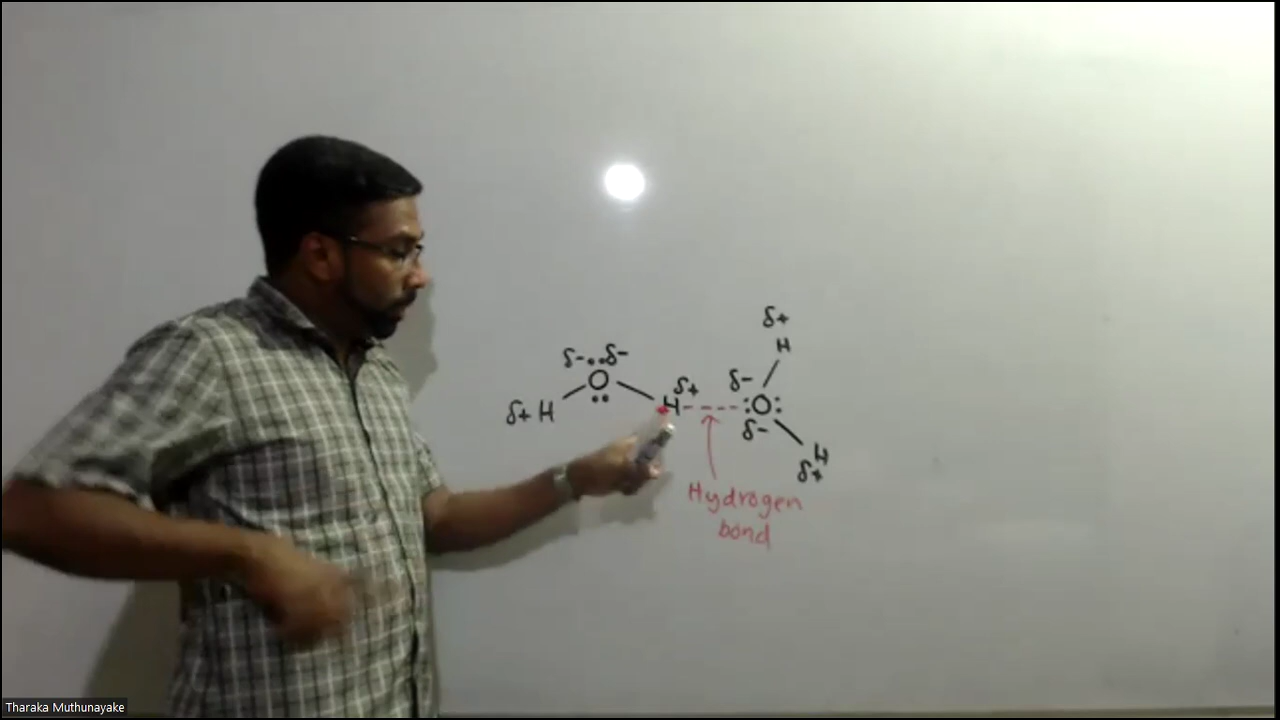 δ+
H
δ- •• δ-
O
••
δ+ H
H
δ+
δ-
:O:
δ-
H
δ+
Hydrogen
bond
Tharaka Muthunayake